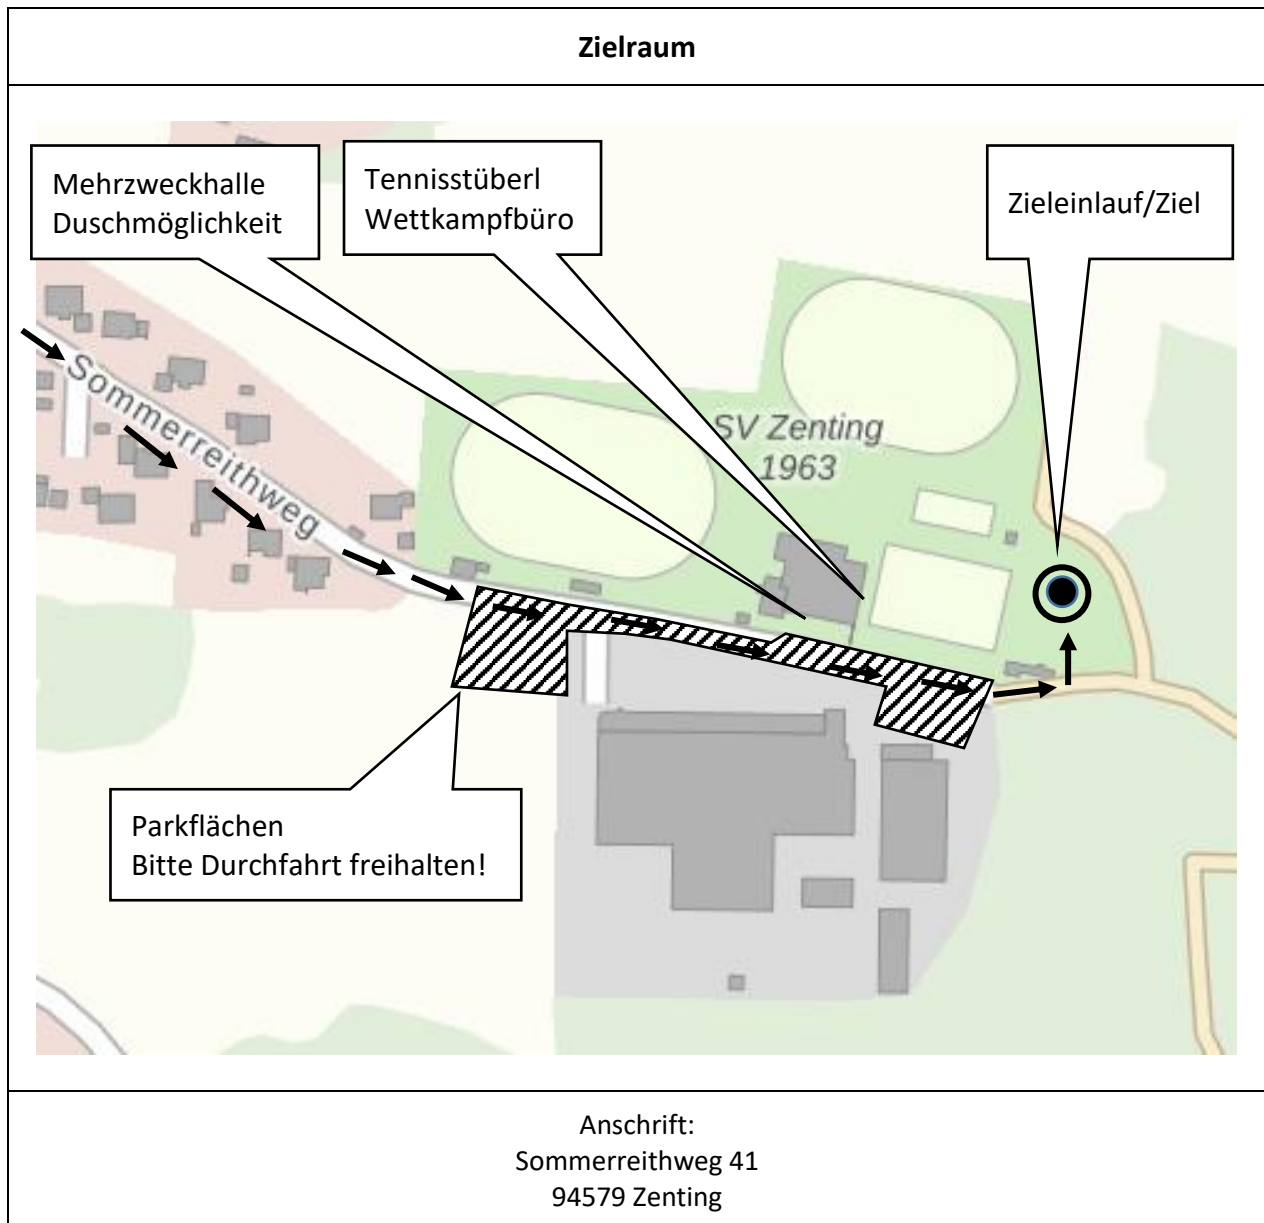 Zielraum
Mehrzweckhalle
Duschmöglichkeit
Tennisstüberl
Wettkampfbüro
Zieleinlauf/Ziel
Sommerreithweg
SV Zenting
1963
Parkflächen
Bitte Durchfahrt freihalten!
Anschrift:
Sommerreithweg 41
94579 Zenting